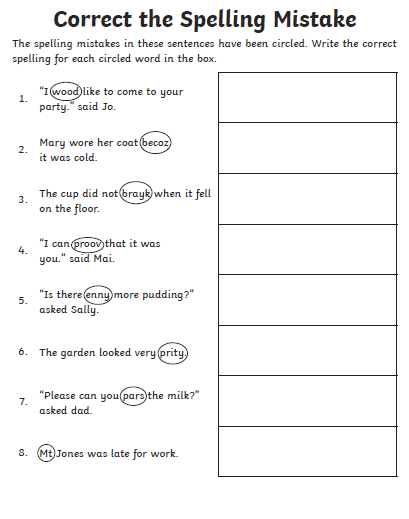 Correct the Spelling Mistake
The spelling mistakes in these sentences have been circled. Write the correct
spelling for each circled word in the box.
1. "I wood like to come to your
party." said Jo.
2. Mary wore her coat becoz
it was cold.
3. The cup did not brayk when it fell
on the floor.
4. "I can proov that it was
you." said Mai.
5. "Is there enny more pudding?"
asked Sally.
6. The garden looked very prity.
7. "Please can you pars the milk?"
asked dad.
8. Mt Jones was late for work.